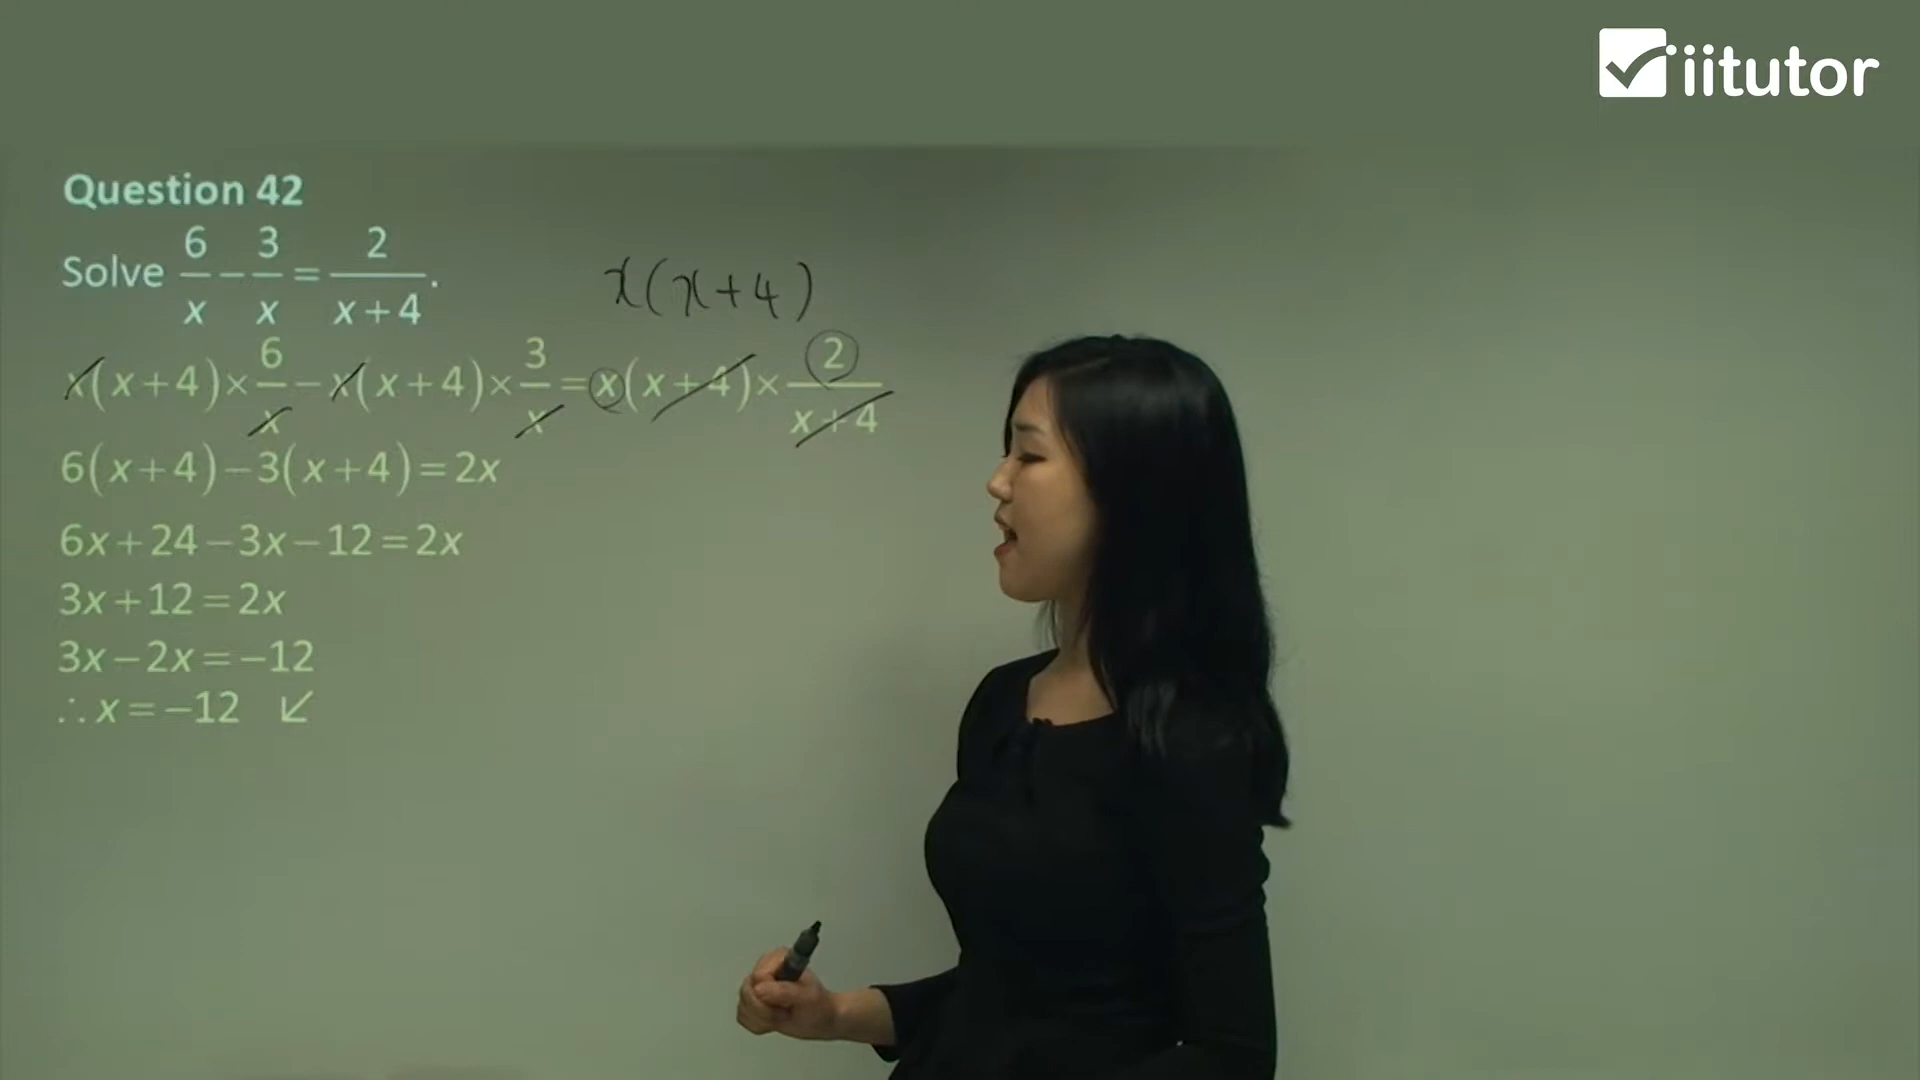 iitutor
Question 42
Solve 6/x − 3/x = 2/(x+4).
x(x+4)
x(x+4)×6/x − x(x+4)×3/x = x(x+4)×2/(x+4)
6(x+4)−3(x+4)=2x
6x+24−3x−12=2x
3x+12=2x
3x−2x=−12
∴x=−12 ↙